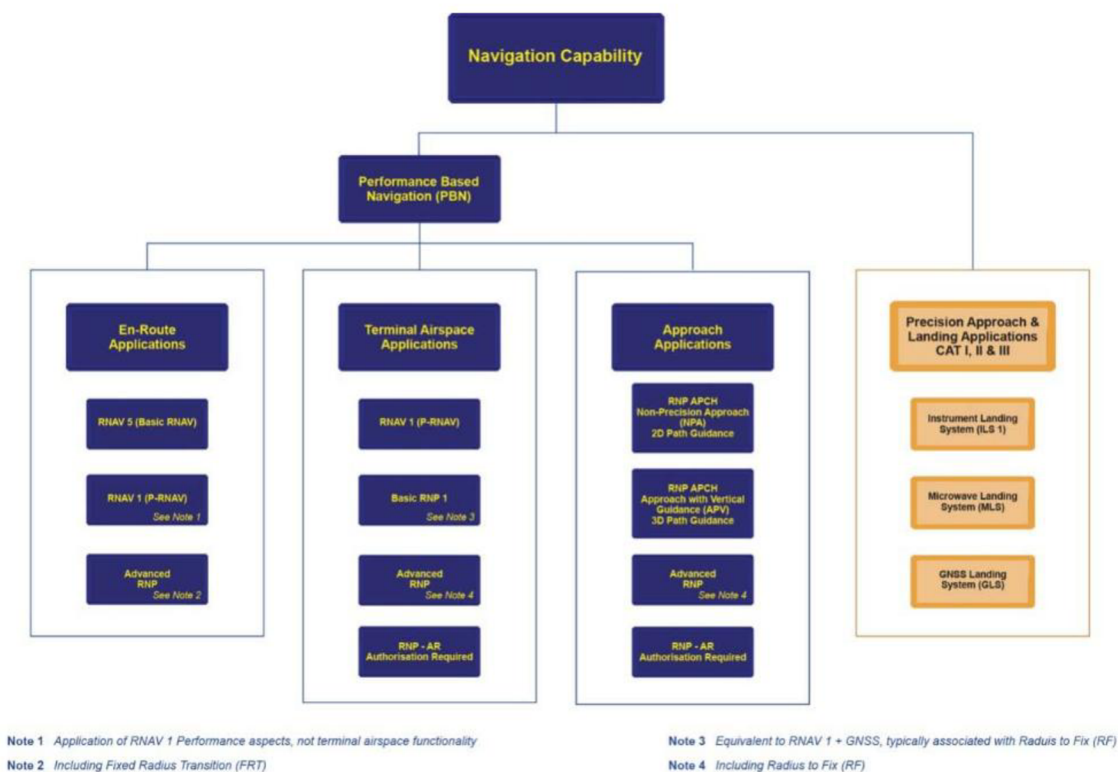 Navigation Capability
Performance Based
Navigation (PBN)
En-Route
Applications
RNAV 5 (Basic RNAV)
RNAV 1 (P-RNAV)
See Note 1
Advanced
RNP
See Note 2
Terminal Airspace
Applications
RNAV 1 (P-RNAV)
Basic RNP 1
See Note 3
Advanced
RNP
See Note 4
RNP - AR
Authorisation Required
Approach
Applications
RNP APCH
Non-Precision Approach
(NPA)
2D Path Guidance
RNP APCH
Approach with Vertical
Guidance (APV)
3D Path Guidance
Advanced
RNP
See Note 4
RNP - AR
Authorisation Required
Precision Approach &
Landing Applications
CAT I, II & III
Instrument Landing
System (ILS 1)
Microwave Landing
System (MLS)
GNSS Landing
System (GLS)
Note 1 Application of RNAV 1 Performance aspects, not terminal airspace functionality
Note 2 Including Fixed Radius Transition (FRT)
Note 3 Equivalent to RNAV 1 + GNSS, typically associated with Raduis to Fix (RF)
Note 4 Including Radius to Fix (RF)